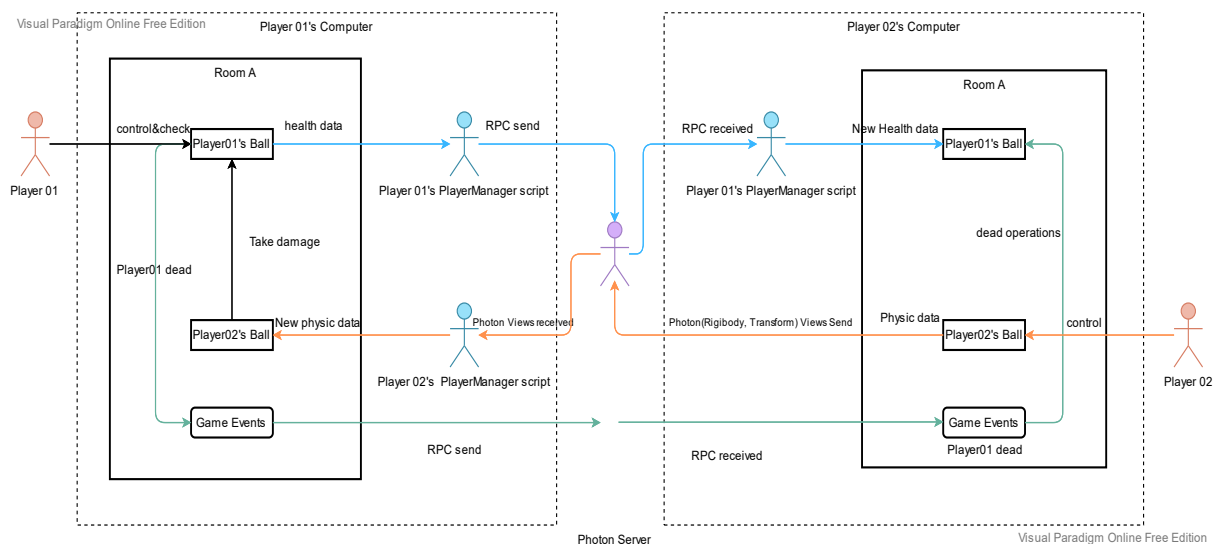 Visual Paradigm Online Free Edition
Player 01's Computer
Player 02's Computer
Room A
Room A
control&check
Player01's Ball
health data
RPC send
RPC received
New Health data
Player01's Ball
Player 01
Player 01's PlayerManager script
Player 01's PlayerManager script
Take damage
dead operations
Player01 dead
Player02's Ball
New physic data
Photon Views received
Photon(Rigibody, Transform) Views Send
Physic data
Player02's Ball
control
Player 02's PlayerManager script
Player 02
Game Events
Game Events
RPC send
RPC received
Player01 dead
Photon Server
Visual Paradigm Online Free Edition